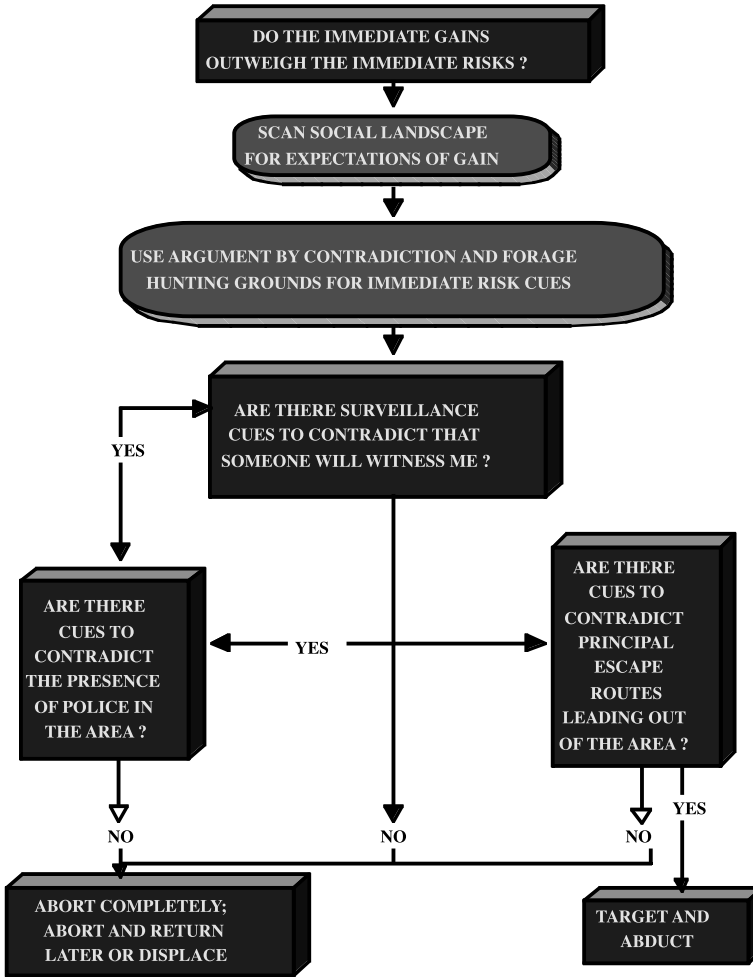 DO THE IMMEDIATE GAINS
OUTWEIGH THE IMMEDIATE RISKS ?
SCAN SOCIAL LANDSCAPE
FOR EXPECTATIONS OF GAIN
USE ARGUMENT BY CONTRADICTION AND FORAGE
HUNTING GROUNDS FOR IMMEDIATE RISK CUES
ARE THERE SURVEILLANCE
CUES TO CONTRADICT THAT
SOMEONE WILL WITNESS ME ?
YES
ARE THERE
CUES TO
CONTRADICT
THE PRESENCE
OF POLICE IN
THE AREA ?
YES
ARE THERE
CUES TO
CONTRADICT
PRINCIPAL
ESCAPE
ROUTES
LEADING OUT
OF THE AREA ?
NO
NO
NO
YES
ABORT COMPLETELY;
ABORT AND RETURN
LATER OR DISPLACE
TARGET AND
ABDUCT